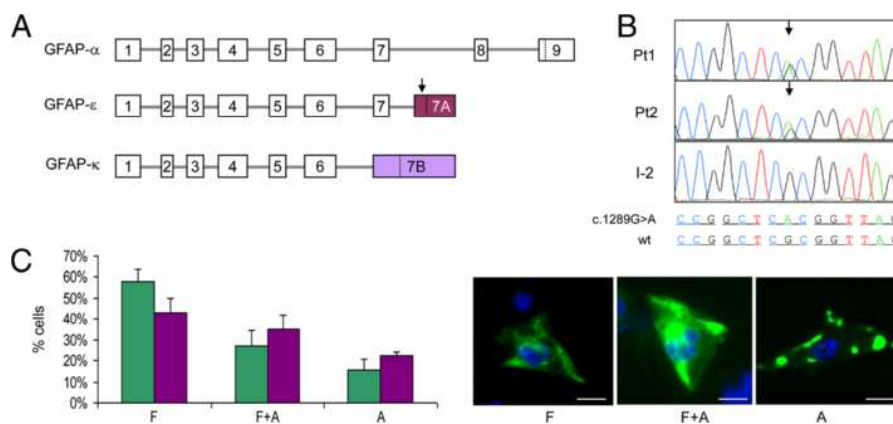 A
GFAP-α 1 2 3 4 5 6 7 8 9
GFAP-ε 1 2 3 4 5 6 7 7A
GFAP-κ 1 2 3 4 5 6 7B
B
Pt1
Pt2
I-2
c.1289G>A C C G G C T C A C G G T T A
wt C C G G C T C G C G G T T A
C
% cells
70%
60%
50%
40%
30%
20%
10%
0%
F F+A A
F F+A A